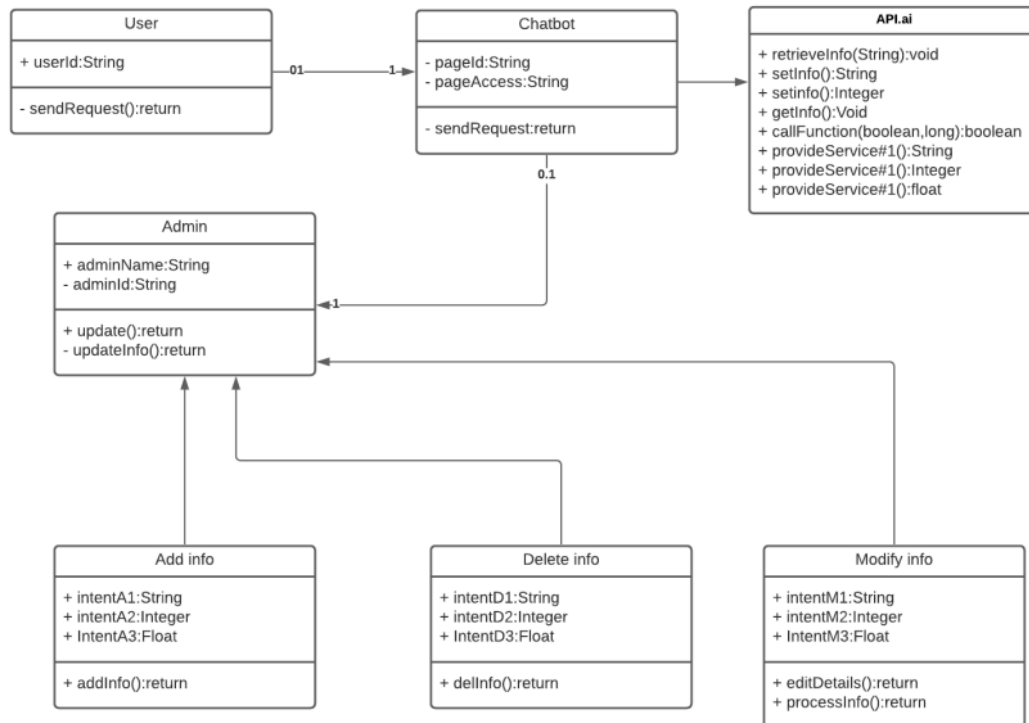 User
+ userId:String
- sendRequest():return
01
1
Chatbot
- pageId:String
- pageAccess:String
- sendRequest:return
API.ai
+ retrieveInfo(String):void
+ setInfo():String
+ setinfo():Integer
+ getInfo():Void
+ callFunction(boolean,long):boolean
+ provideService#1():String
+ provideService#1():Integer
+ provideService#1():float
0.1
1
Admin
+ adminName:String
- adminId:String
+ update():return
- updateInfo():return
Add info
+ intentA1:String
+ intentA2:Integer
+ IntentA3:Float
+ addInfo():return
Delete info
+ intentD1:String
+ intentD2:Integer
+ IntentD3:Float
+ delInfo():return
Modify info
+ intentM1:String
+ intentM2:Integer
+ IntentM3:Float
+ editDetails():return
+ processInfo():return